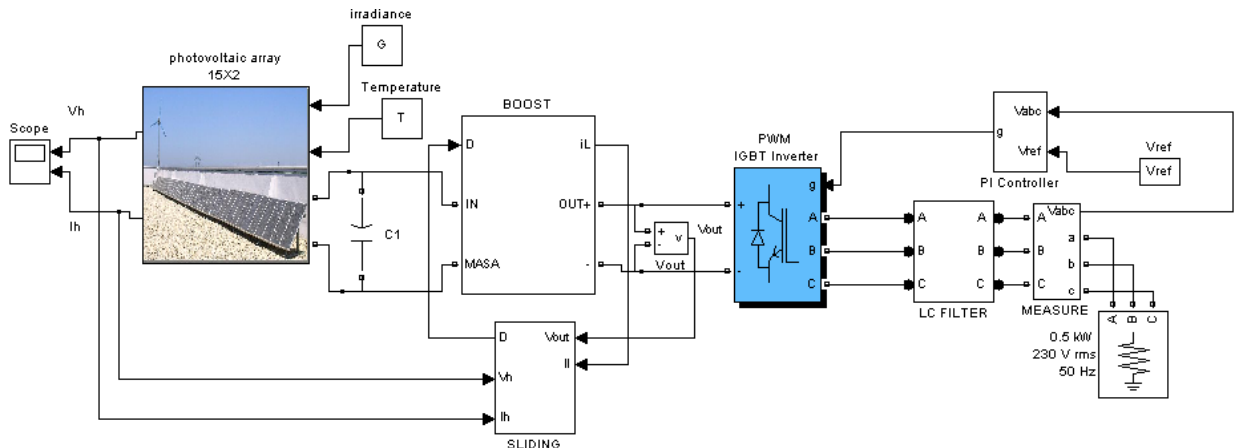 irradiance
G
photovoltaic array
15X2
Temperature
T
Vh
Scope
Ih
C1
BOOST
D
iL
IN
OUT+
MASA
-
+
-
v
Vout
Vout
PWM
IGBT Inverter
g
+
A
B
-
C
A
A
B
B
C
C
LC FILTER
g
Vabc
Vref
PI Controller
Vref
Vref
Vabc
A
a
B
b
C
c
MEASURE
A
B
C
0.5 kW
230 V rms
50 Hz
D
Vout
Il
Vh
Ih
SLIDING